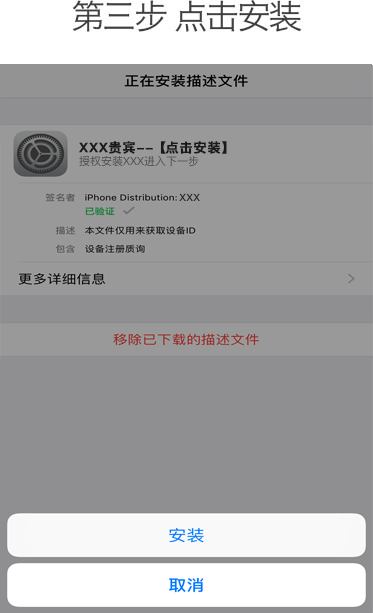 第三步 点击安装
正在安装描述文件
XXX贵宾--【点击安装】
授权安装XXX进入下一步
签名者 iPhone Distribution: XXX
已验证
描述 本文件仅用来获取设备ID
包含 设备注册质询
更多详细信息
移除已下载的描述文件
安装
取消